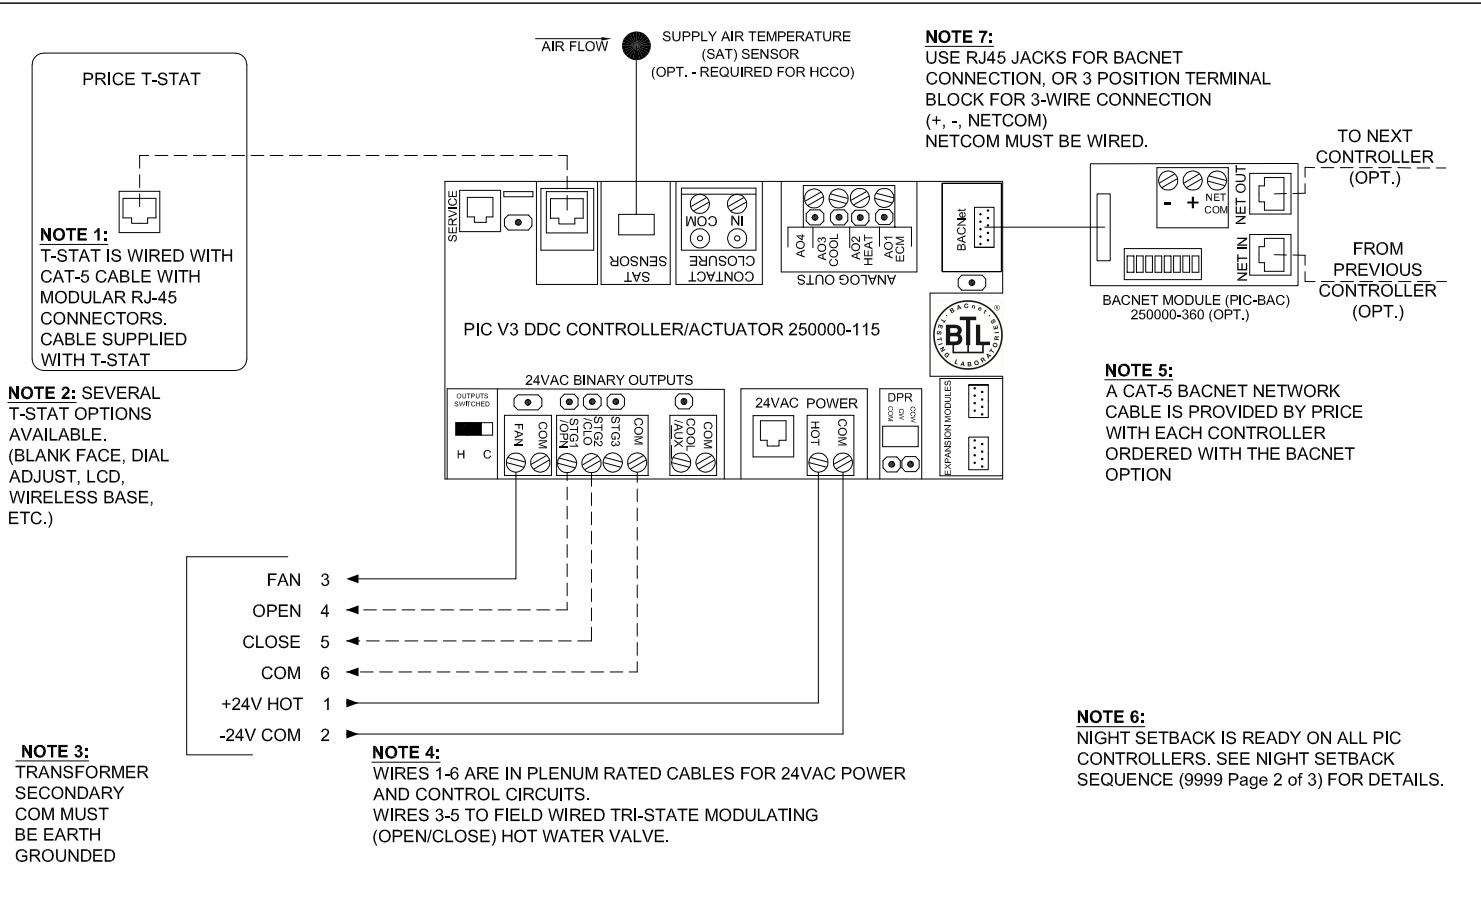 PRICE T-STAT
NOTE 1:
T-STAT IS WIRED WITH
CAT-5 CABLE WITH
MODULAR RJ-45
CONNECTORS.
CABLE SUPPLIED
WITH T-STAT
NOTE 2: SEVERAL
T-STAT OPTIONS
AVAILABLE.
(BLANK FACE, DIAL
ADJUST, LCD,
WIRELESS BASE,
ETC.)
AIR FLOW
SUPPLY AIR TEMPERATURE
(SAT) SENSOR
(OPT. - REQUIRED FOR HCCO)
NOTE 7:
USE RJ45 JACKS FOR BACNET
CONNECTION, OR 3 POSITION TERMINAL
BLOCK FOR 3-WIRE CONNECTION
(+, -, NETCOM)
NETCOM MUST BE WIRED.
SERVICE
SAT
SENSOR
COM
IN
CONTACT
CLOSURE
AO4
AO3
COOL
AO2
HEAT
AO1
ECM
ANALOG OUTS
BACNet
PIC V3 DDC CONTROLLER/ACTUATOR 250000-115
BACnet
TESTING LABORATORIES
BTL
®
24VAC BINARY OUTPUTS
OUTPUTS
SWITCHED
H C
FAN
COM
STG1
/OPN
STG2
/CLO
STG3
COM
COOL
/AUX
COM
24VAC POWER
HOT
COM
DPR
COM
CW
CCW
EXPANSION MODULES
- +
NET
COM
NET OUT
NET IN
BACNET MODULE (PIC-BAC)
250000-360 (OPT.)
TO NEXT
CONTROLLER
(OPT.)
FROM
PREVIOUS
CONTROLLER
(OPT.)
NOTE 5:
A CAT-5 BACNET NETWORK
CABLE IS PROVIDED BY PRICE
WITH EACH CONTROLLER
ORDERED WITH THE BACNET
OPTION
FAN 3
OPEN 4
CLOSE 5
COM 6
+24V HOT 1
-24V COM 2
NOTE 3:
TRANSFORMER
SECONDARY
COM MUST
BE EARTH
GROUNDED
NOTE 4:
WIRES 1-6 ARE IN PLENUM RATED CABLES FOR 24VAC POWER
AND CONTROL CIRCUITS.
WIRES 3-5 TO FIELD WIRED TRI-STATE MODULATING
(OPEN/CLOSE) HOT WATER VALVE.
NOTE 6:
NIGHT SETBACK IS READY ON ALL PIC
CONTROLLERS. SEE NIGHT SETBACK
SEQUENCE (9999 Page 2 of 3) FOR DETAILS.